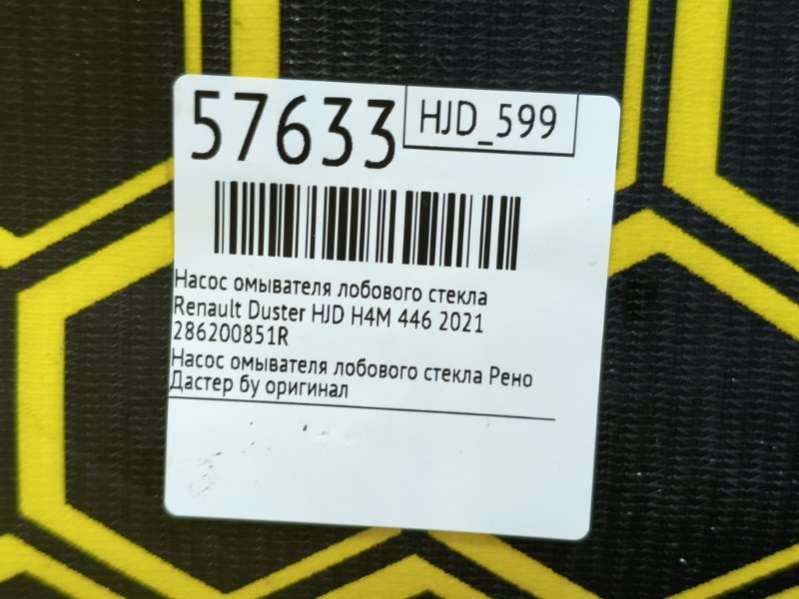 57633
HJD_599
Насос омывателя лобового стекла
Renault Duster HJD H4M 446 2021
286200851R
Насос омывателя лобового стекла Рено
Дастер бу оригинал